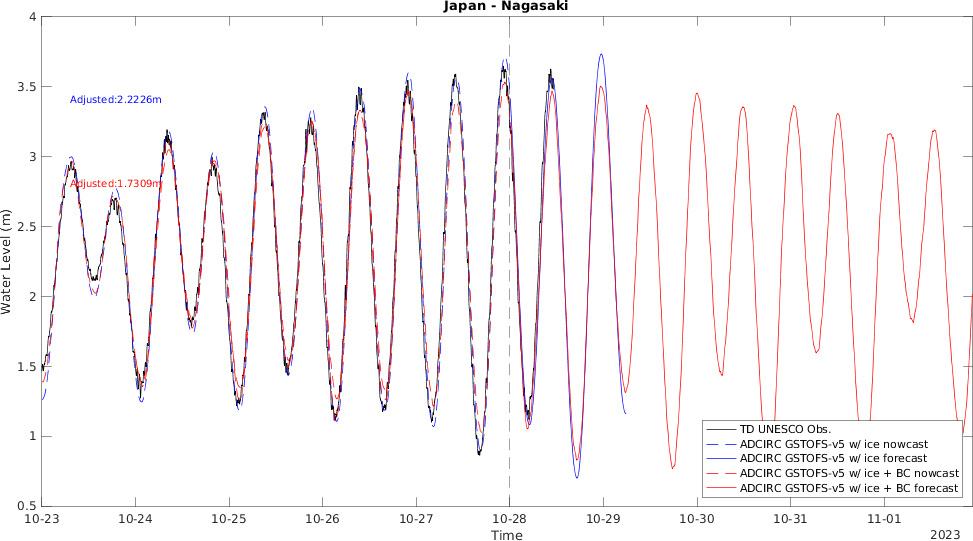 Japan - Nagasaki
4
3.5
3
2.5
2
1.5
1
0.5
Water Level (m)
Adjusted:2.2226m
Adjusted:1.7309m
TD UNESCO Obs.
ADCIRC GSTOFS-v5 w/ ice nowcast
ADCIRC GSTOFS-v5 w/ ice forecast
ADCIRC GSTOFS-v5 w/ ice + BC nowcast
ADCIRC GSTOFS-v5 w/ ice + BC forecast
10-23 10-24 10-25 10-26 10-27 10-28 10-29 10-30 10-31 11-01
Time
2023